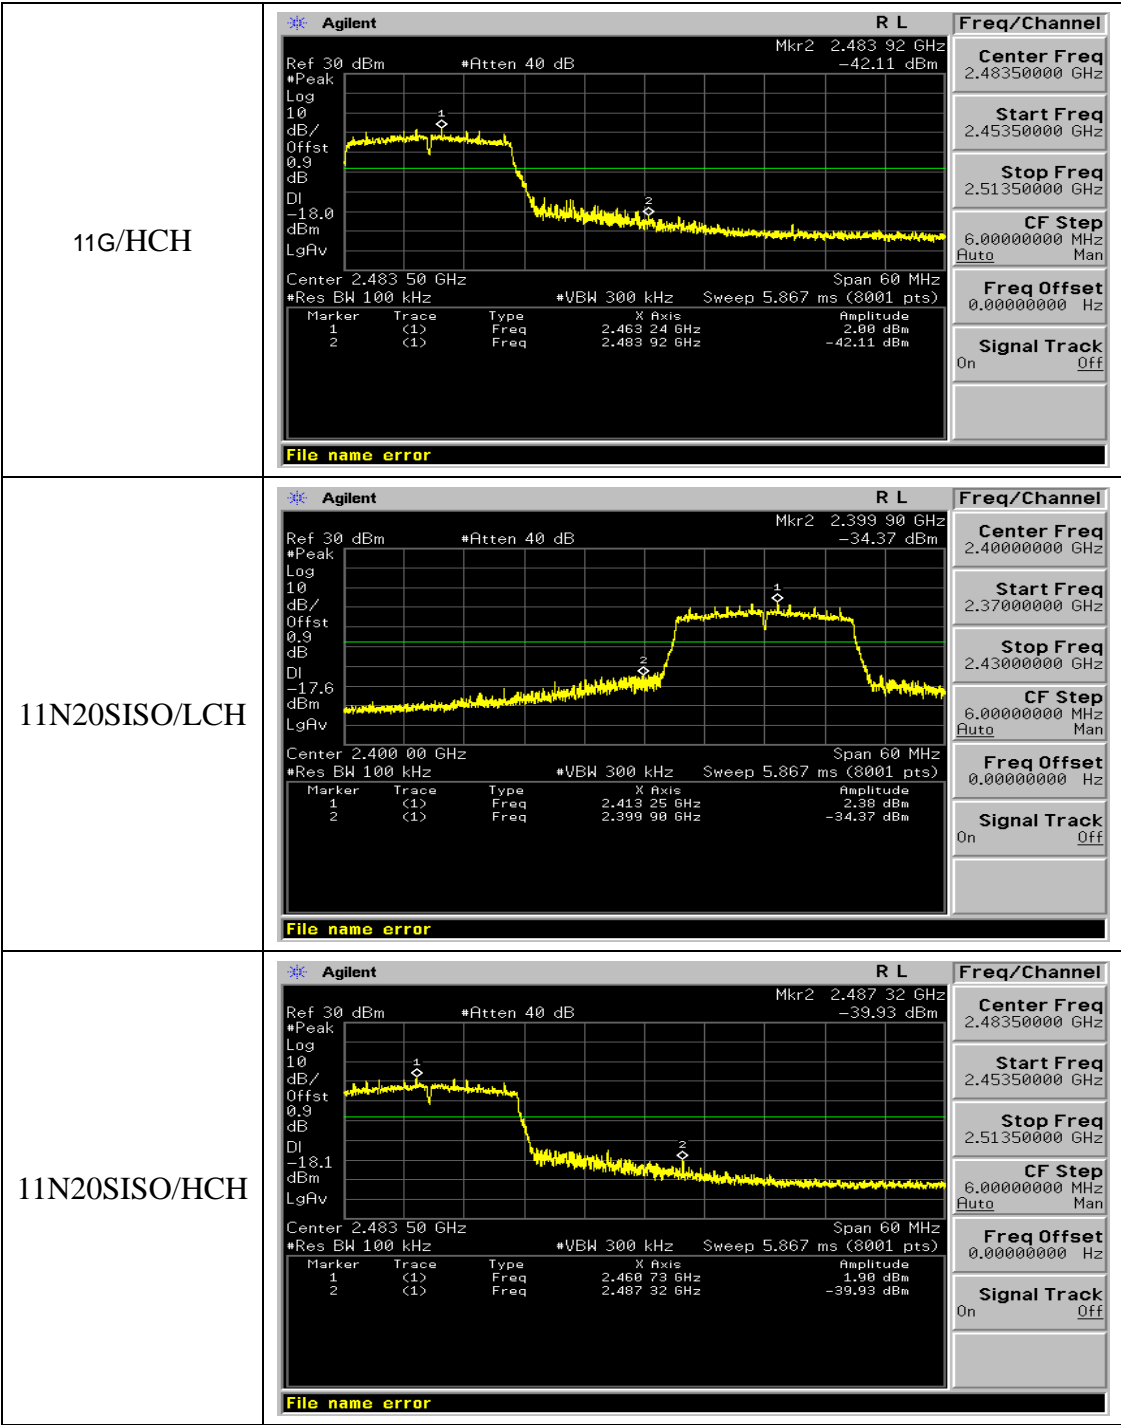 11G/HCH
Agilent R L Freq/Channel
Mkr2 2.483 92 GHz
Ref 30 dBm #Atten 40 dB -42.11 dBm
#Peak
Log
10
dB/
Offst
0.9
dB
DI
-18.0
dBm
LgAv
1
2
Center 2.483 50 GHz Span 60 MHz
#Res BW 100 kHz #VBW 300 kHz Sweep 5.867 ms (8001 pts)
Marker Trace Type X Axis Amplitude
1 (1) Freq 2.463 24 GHz 2.00 dBm
2 (1) Freq 2.483 92 GHz -42.11 dBm
File name error
Center Freq
2.48350000 GHz
Start Freq
2.45350000 GHz
Stop Freq
2.51350000 GHz
CF Step
6.00000000 MHz
Auto Man
Freq Offset
0.00000000 Hz
Signal Track
On Off
11N20SISO/LCH
Agilent R L Freq/Channel
Mkr2 2.399 90 GHz
Ref 30 dBm #Atten 40 dB -34.37 dBm
#Peak
Log
10
dB/
Offst
0.9
dB
DI
-17.6
dBm
LgAv
1
2
Center 2.400 00 GHz Span 60 MHz
#Res BW 100 kHz #VBW 300 kHz Sweep 5.867 ms (8001 pts)
Marker Trace Type X Axis Amplitude
1 (1) Freq 2.413 25 GHz 2.38 dBm
2 (1) Freq 2.399 90 GHz -34.37 dBm
File name error
Center Freq
2.40000000 GHz
Start Freq
2.37000000 GHz
Stop Freq
2.43000000 GHz
CF Step
6.00000000 MHz
Auto Man
Freq Offset
0.00000000 Hz
Signal Track
On Off
11N20SISO/HCH
Agilent R L Freq/Channel
Mkr2 2.487 32 GHz
Ref 30 dBm #Atten 40 dB -39.93 dBm
#Peak
Log
10
dB/
Offst
0.9
dB
DI
-18.1
dBm
LgAv
1
2
Center 2.483 50 GHz Span 60 MHz
#Res BW 100 kHz #VBW 300 kHz Sweep 5.867 ms (8001 pts)
Marker Trace Type X Axis Amplitude
1 (1) Freq 2.460 73 GHz 1.90 dBm
2 (1) Freq 2.487 32 GHz -39.93 dBm
File name error
Center Freq
2.48350000 GHz
Start Freq
2.45350000 GHz
Stop Freq
2.51350000 GHz
CF Step
6.00000000 MHz
Auto Man
Freq Offset
0.00000000 Hz
Signal Track
On Off